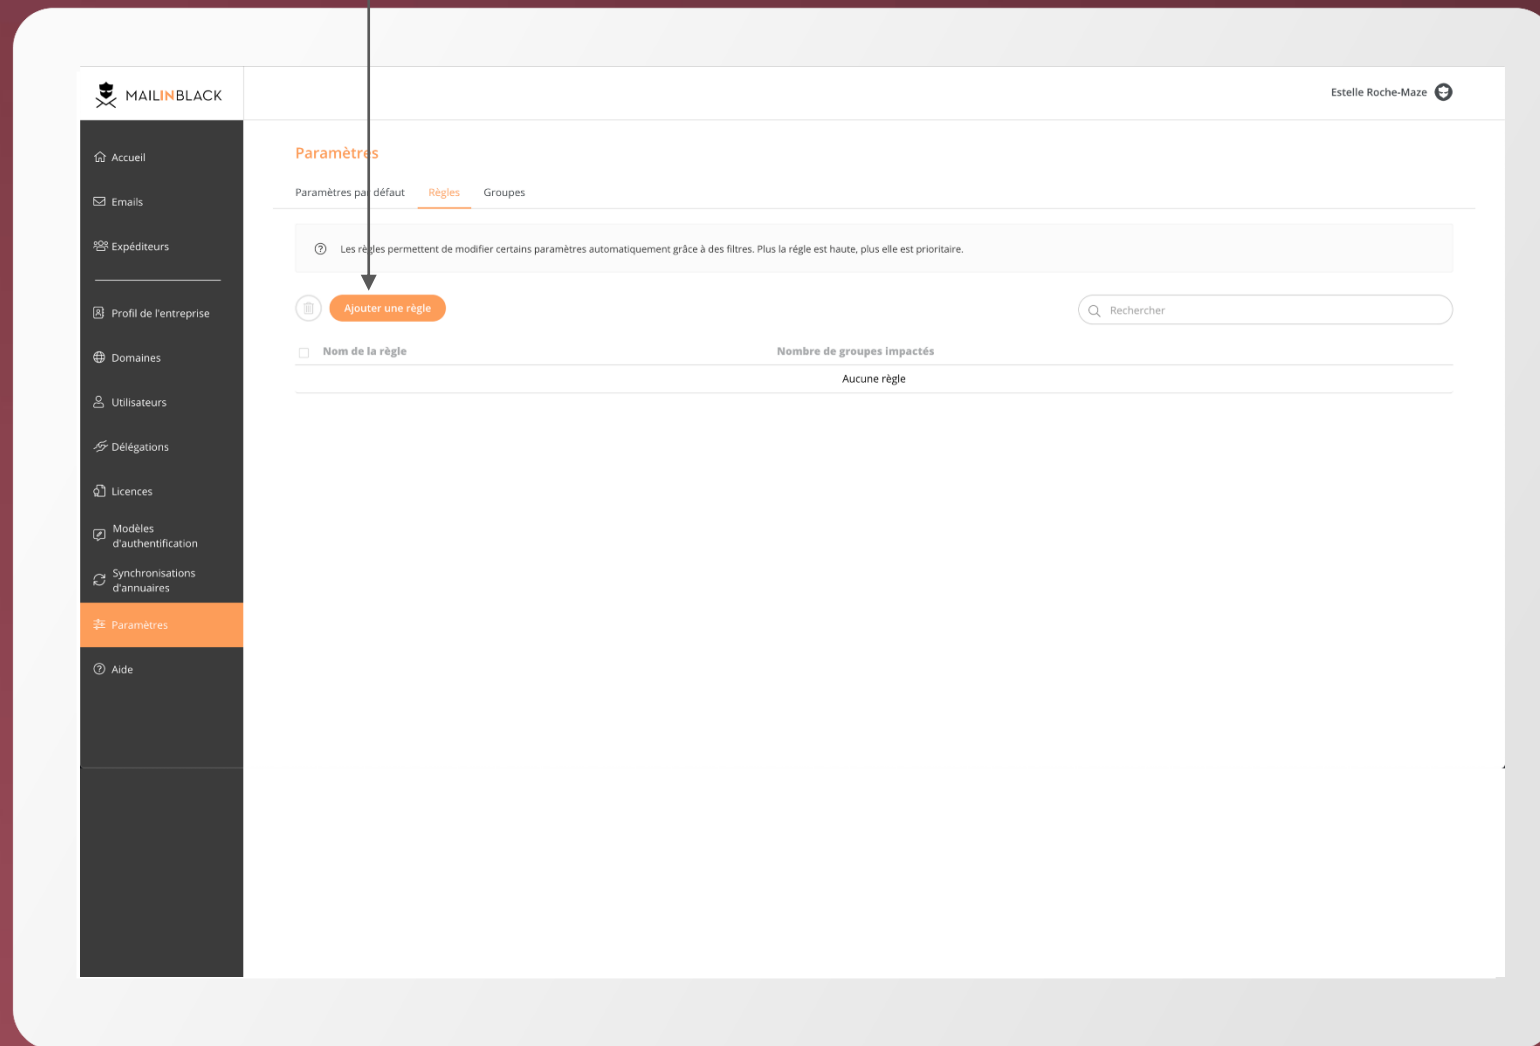 MAILINBLACK
Estelle Roche-Maze
Accueil
Emails
Expéditeurs
Profil de l'entreprise
Domaines
Utilisateurs
Délégations
Licences
Modèles
d'authentification
Synchronisations
d'annuaires
Paramètres
Aide
Paramètres
Paramètres par défaut Règles Groupes
Les règles permettent de modifier certains paramètres automatiquement grâce à des filtres. Plus la régle est haute, plus elle est prioritaire.
Ajouter une règle
Rechercher
Nom de la règle Nombre de groupes impactés
Aucune règle